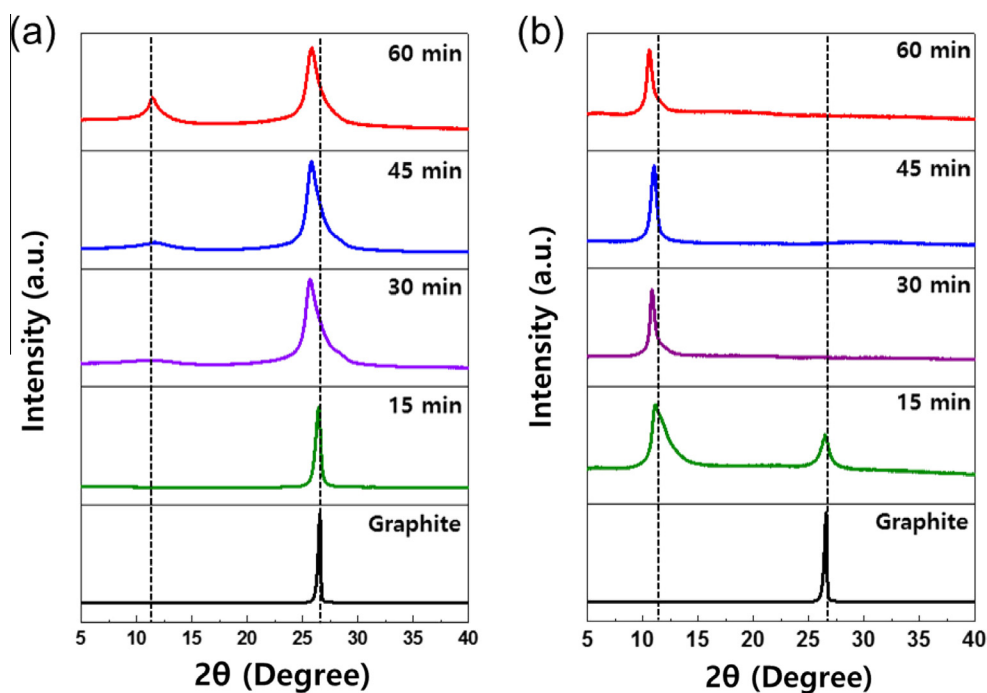 (a)
60 min
45 min
30 min
15 min
Graphite
Intensity (a.u.)
5 10 15 20 25 30 35 40
2θ (Degree)
(b)
60 min
45 min
30 min
15 min
Graphite
Intensity (a.u.)
5 10 15 20 25 30 35 40
2θ (Degree)